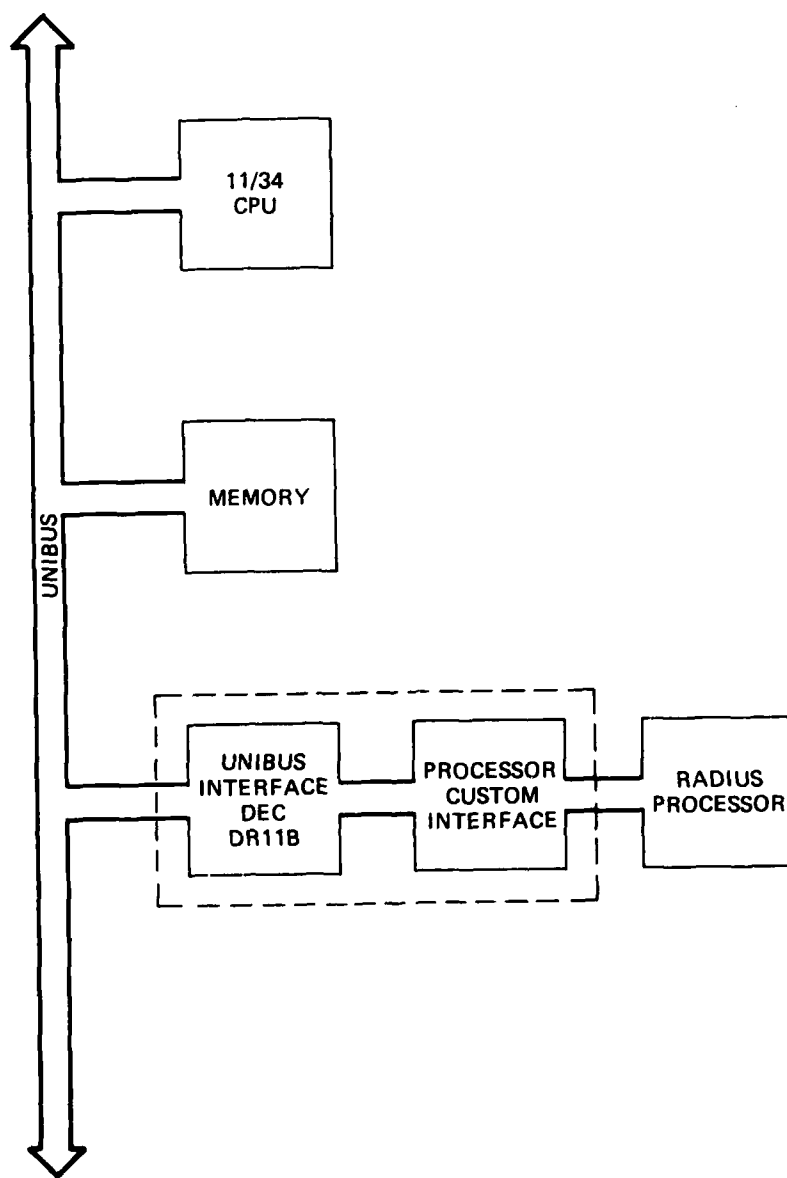 11/34
CPU
MEMORY
UNIBUS
UNIBUS
INTERFACE
DEC
DR11B
PROCESSOR
CUSTOM
INTERFACE
RADIUS
PROCESSOR